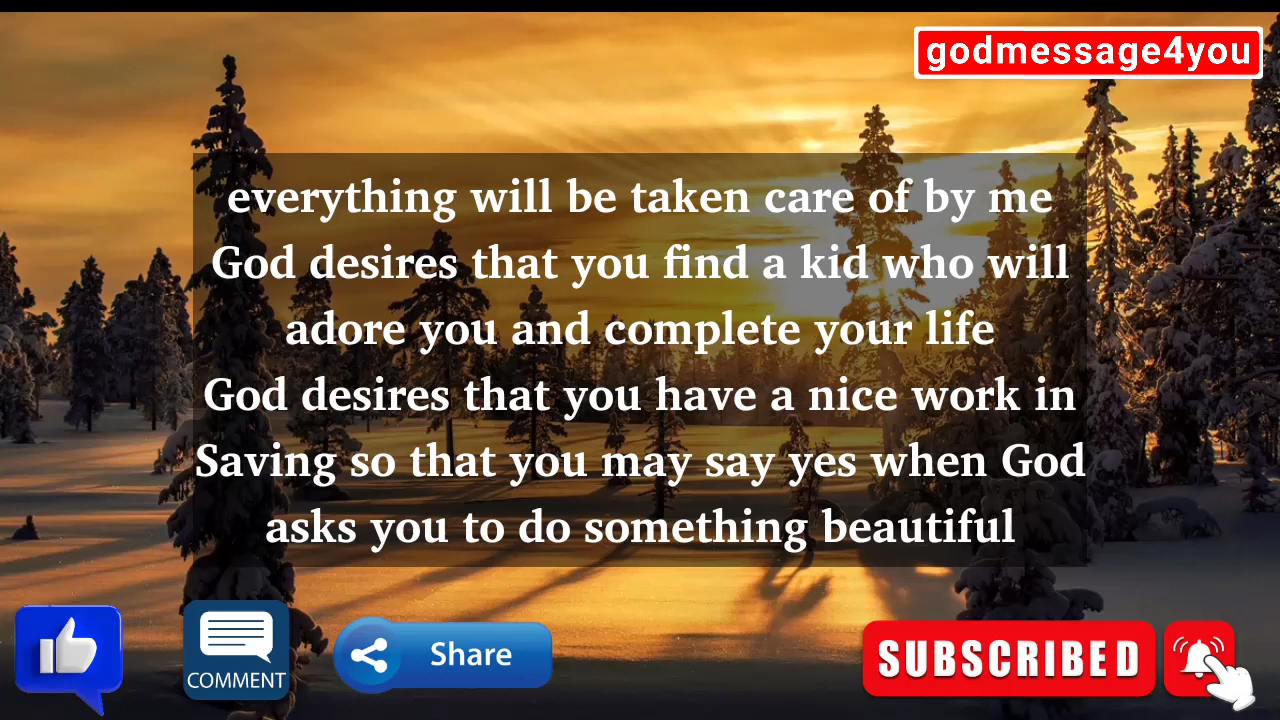 godmessage4you
everything will be taken care of by me
God desires that you find a kid who will
adore you and complete your life
God desires that you have a nice work in
Saving so that you may say yes when God
asks you to do something beautiful
COMMENT
Share
SUBSCRIBED